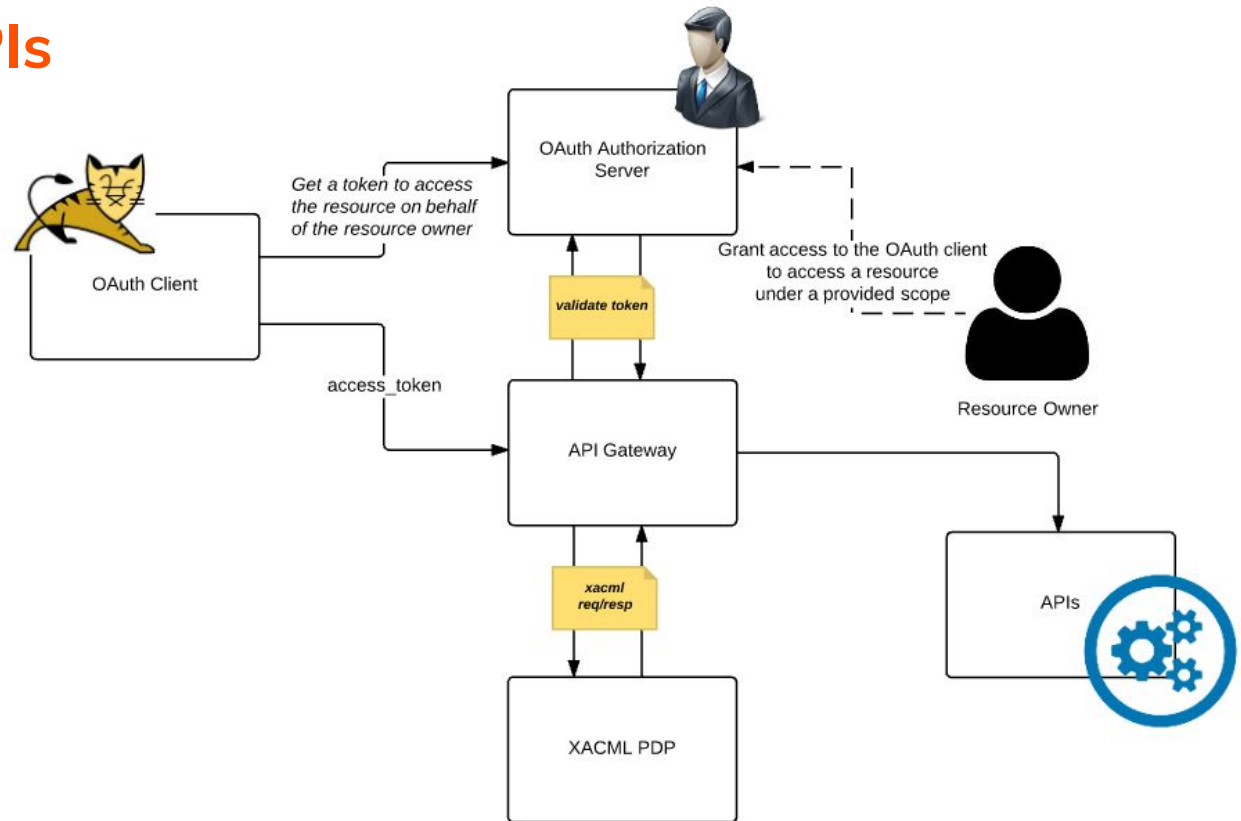 PIs
OAuth Authorization
Server
Get a token to access
the resource on behalf
of the resource owner
OAuth Client
Grant access to the OAuth client
to access a resource
under a provided scope
validate token
access_token
Resource Owner
API Gateway
xacml
req/resp
APIs
XACML PDP